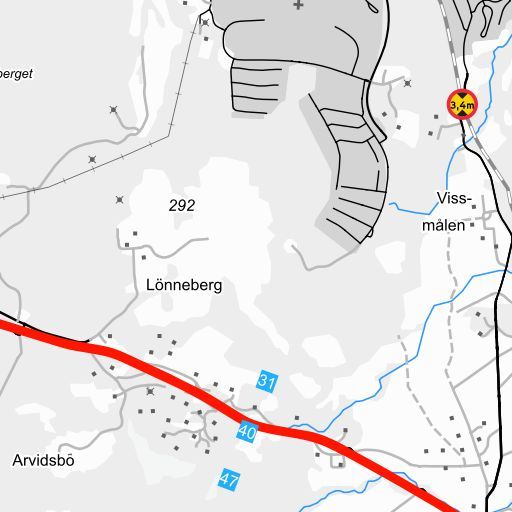 berget
3,4m
292
Viss-
målen
Lönneberg
31
40
Arvidsbö
47